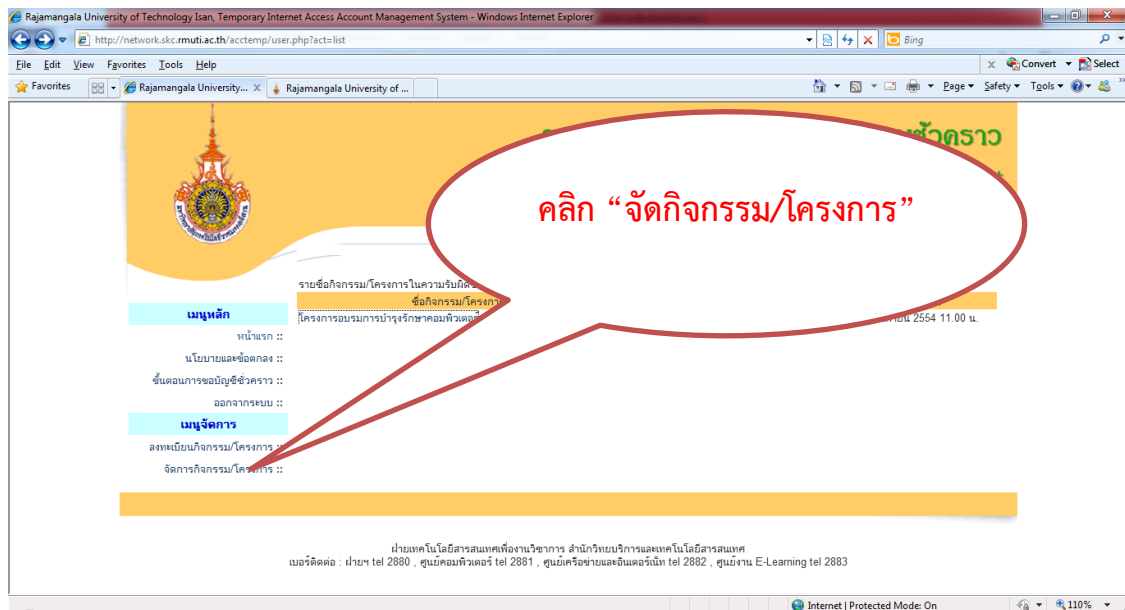 Rajamangala University of Technology Isan, Temporary Internet Access Account Management System - Windows Internet Explorer
http://network.skc.rmuti.ac.th/acctemp/user.php?act=list
Bing
File Edit View Favorites Tools Help
Convert Select
Favorites Rajamangala University... Rajamangala University of ...
Page Safety Tools
ชั่วคราว
คลิก “จัดกิจกรรม/โครงการ”
รายชื่อกิจกรรม/โครงการในความรับผิด
ชื่อกิจกรรม/โครงการ
โครงการอบรมการบำรุงรักษาคอมพิวเตอร์
2554 11.00 น.
เมนูหลัก
หน้าแรก ::
นโยบายและข้อตกลง ::
ขั้นตอนการขอบัญชีชั่วคราว ::
ออกจากระบบ ::
เมนูจัดการ
ลงทะเบียนกิจกรรม/โครงการ ::
จัดการกิจกรรม/โครงการ ::
ฝ่ายเทคโนโลยีสารสนเทศเพื่องานวิชาการ สำนักวิทยบริการและเทคโนโลยีสารสนเทศ
เบอร์ติดต่อ : ฝ่ายฯ tel 2880 , ศูนย์คอมพิวเตอร์ tel 2881 , ศูนย์เครือข่ายและอินเตอร์เน็ท tel 2882 , ศูนย์งาน E-Learning tel 2883
Internet | Protected Mode: On
110%